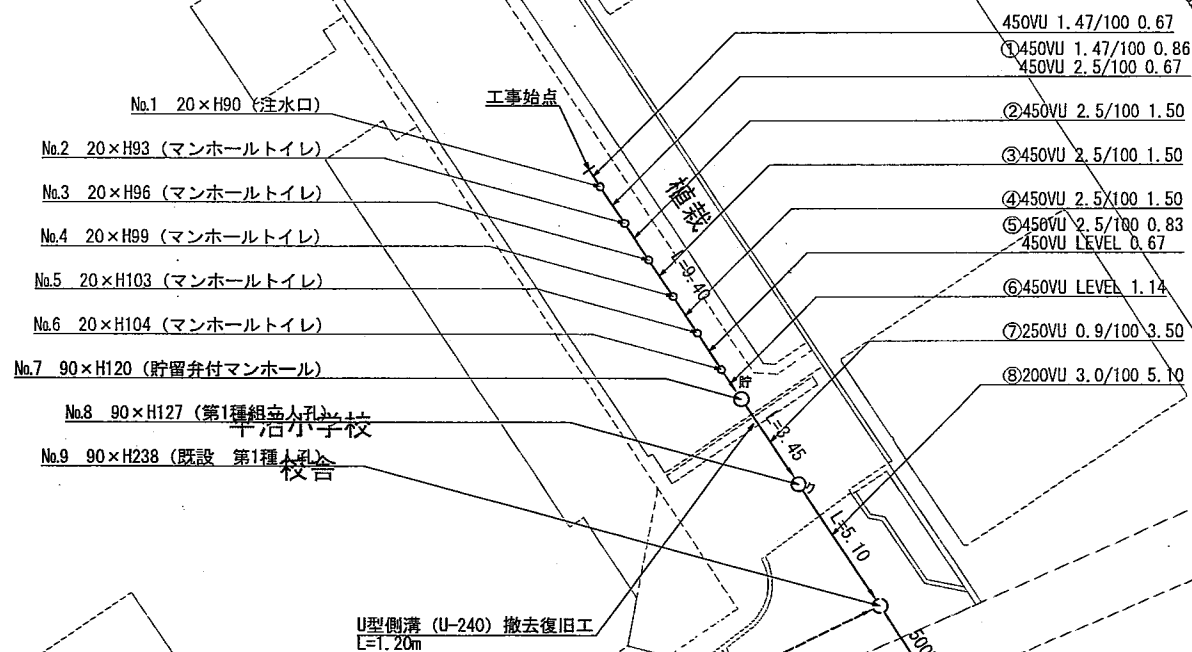 450VU 1.47/100 0.67
①450VU 1.47/100 0.86
450VU 2.5/100 0.67
②450VU 2.5/100 1.50
③450VU 2.5/100 1.50
④450VU 2.5/100 1.50
⑤450VU 2.5/100 0.83
450VU LEVEL 0.67
⑥450VU LEVEL 1.14
⑦250VU 0.9/100 3.50
⑧200VU 3.0/100 5.10
工事始点
No.1 20×H90 (注水口)
No.2 20×H93 (マンホールトイレ)
No.3 20×H96 (マンホールトイレ)
No.4 20×H99 (マンホールトイレ)
No.5 20×H103 (マンホールトイレ)
No.6 20×H104 (マンホールトイレ)
No.7 90×H120 (貯留弁付マンホール)
No.8 90×H127 (第1種組立人孔)
No.9 90×H238 (既設 第1種人孔)
平沼小学校
校舎
植栽
L=9.40
貯
L=3.45
L=5.10
U型側溝 (U-240) 撤去復旧工
L=1.20m